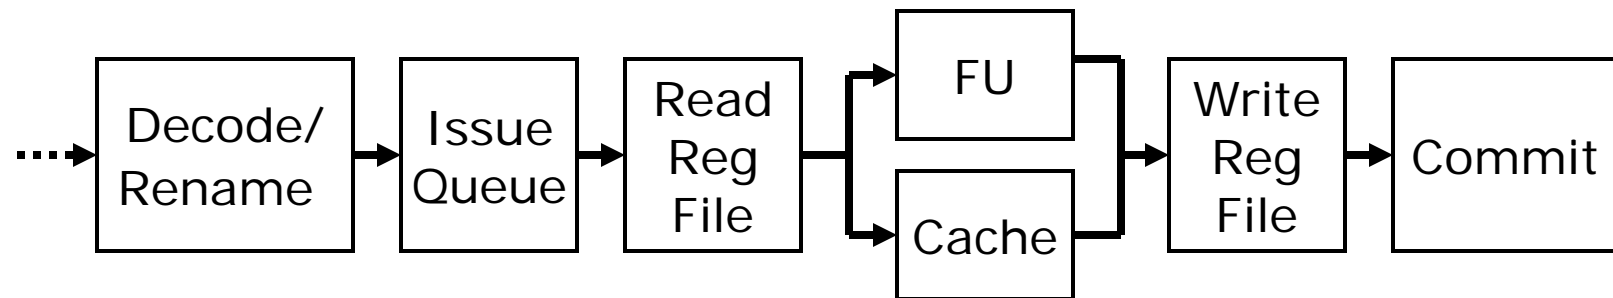 Decode/
Rename
Issue
Queue
Read
Reg
File
FU
Cache
Write
Reg
File
Commit